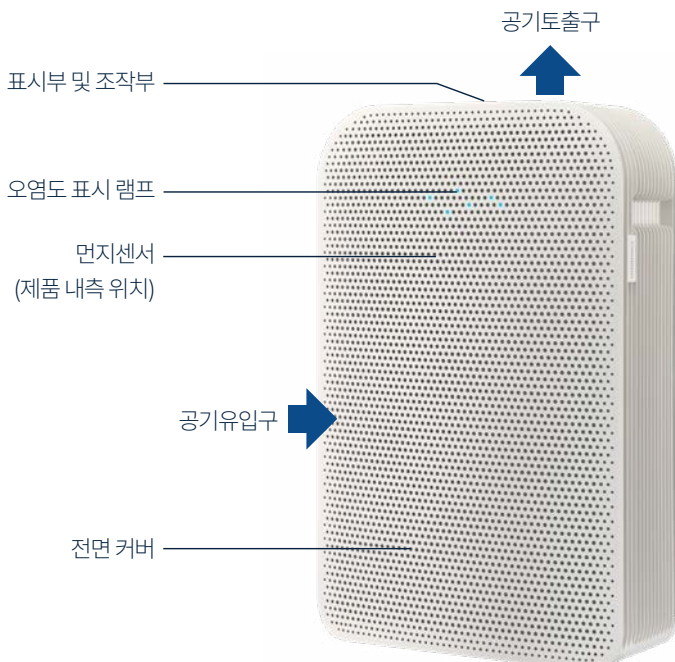 공기토출구
표시부 및 조작부
오염도 표시 램프
먼지센서
(제품 내측 위치)
공기유입구
전면 커버